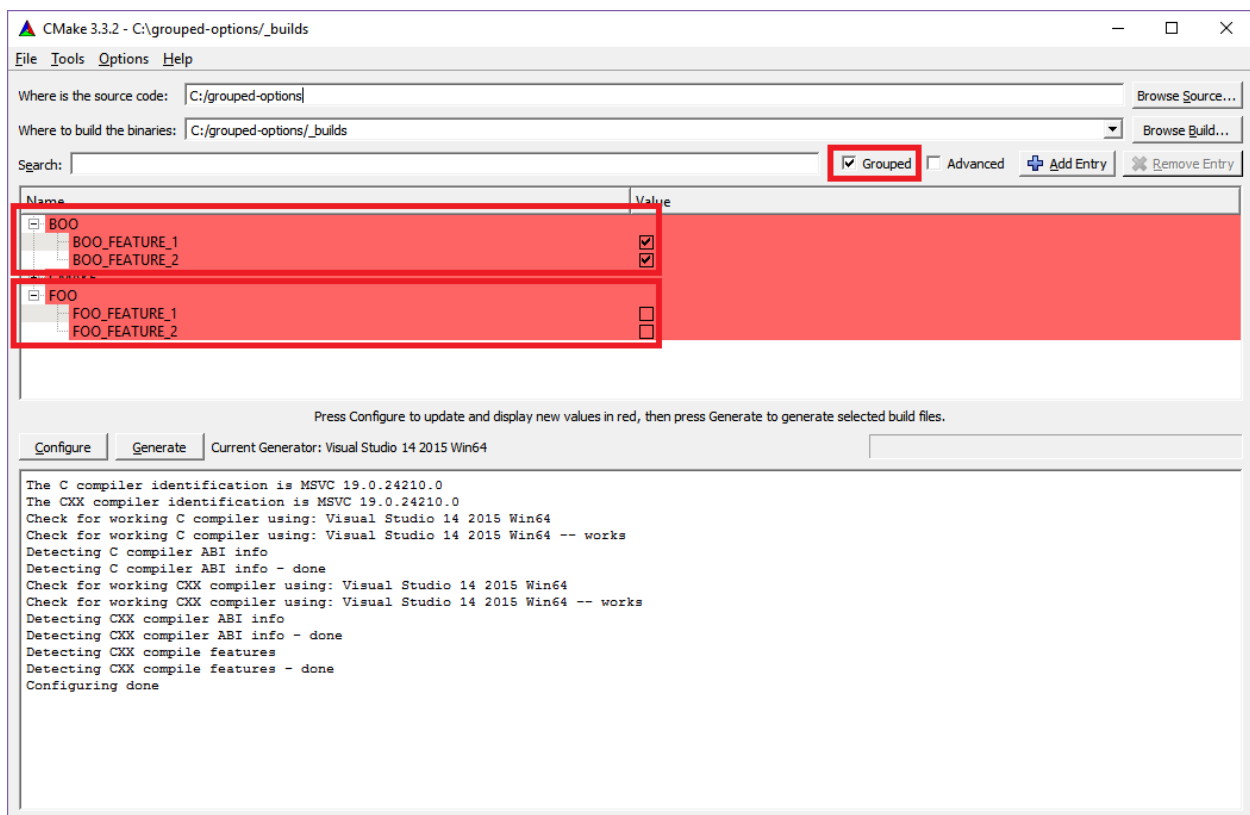 CMake 3.3.2 - C:\grouped-options/_builds
File Tools Options Help
Where is the source code: C:/grouped-options Browse Source...
Where to build the binaries: C:/grouped-options/_builds Browse Build...
Search: Grouped Advanced Add Entry Remove Entry
Name Value
BOO
BOO_FEATURE_1
BOO_FEATURE_2
FOO
FOO_FEATURE_1
FOO_FEATURE_2
Press Configure to update and display new values in red, then press Generate to generate selected build files.
Configure Generate Current Generator: Visual Studio 14 2015 Win64
The C compiler identification is MSVC 19.0.24210.0
The CXX compiler identification is MSVC 19.0.24210.0
Check for working C compiler using: Visual Studio 14 2015 Win64
Check for working C compiler using: Visual Studio 14 2015 Win64 -- works
Detecting C compiler ABI info
Detecting C compiler ABI info - done
Check for working CXX compiler using: Visual Studio 14 2015 Win64
Check for working CXX compiler using: Visual Studio 14 2015 Win64 -- works
Detecting CXX compiler ABI info
Detecting CXX compiler ABI info - done
Detecting CXX compile features
Detecting CXX compile features - done
Configuring done